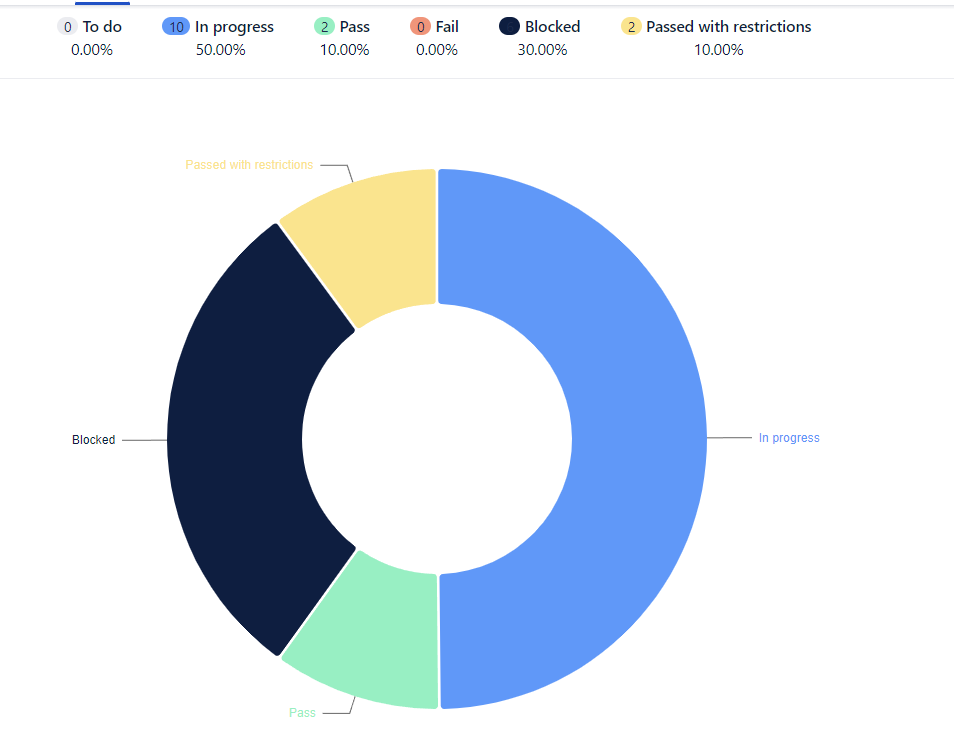 0 To do 10 In progress 2 Pass 0 Fail Blocked 2 Passed with restrictions
0.00% 50.00% 10.00% 0.00% 30.00% 10.00%
Passed with restrictions
Blocked
In progress
Pass